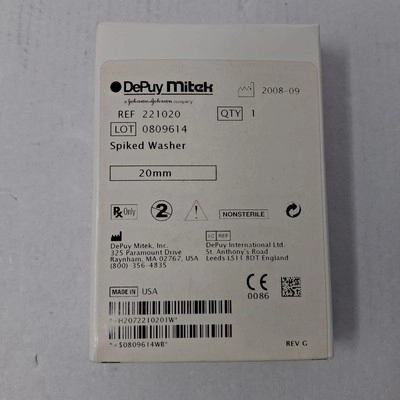 DePuy Mitek
a Johnson & Johnson company
2008-09
REF 221020 QTY 1
LOT 0809614
Spiked Washer
20mm
Rx Only 2 NONSTERILE
DePuy Mitek, Inc.
325 Paramount Drive
Raynham, MA 02767, USA
(800) 356-4835
EC REP
DePuy International Ltd.
St. Anthony's Road
Leeds LS11 8DT England
MADE IN USA
CE
0086
*+H2072210201W*
*+$0809614WB*
REV G